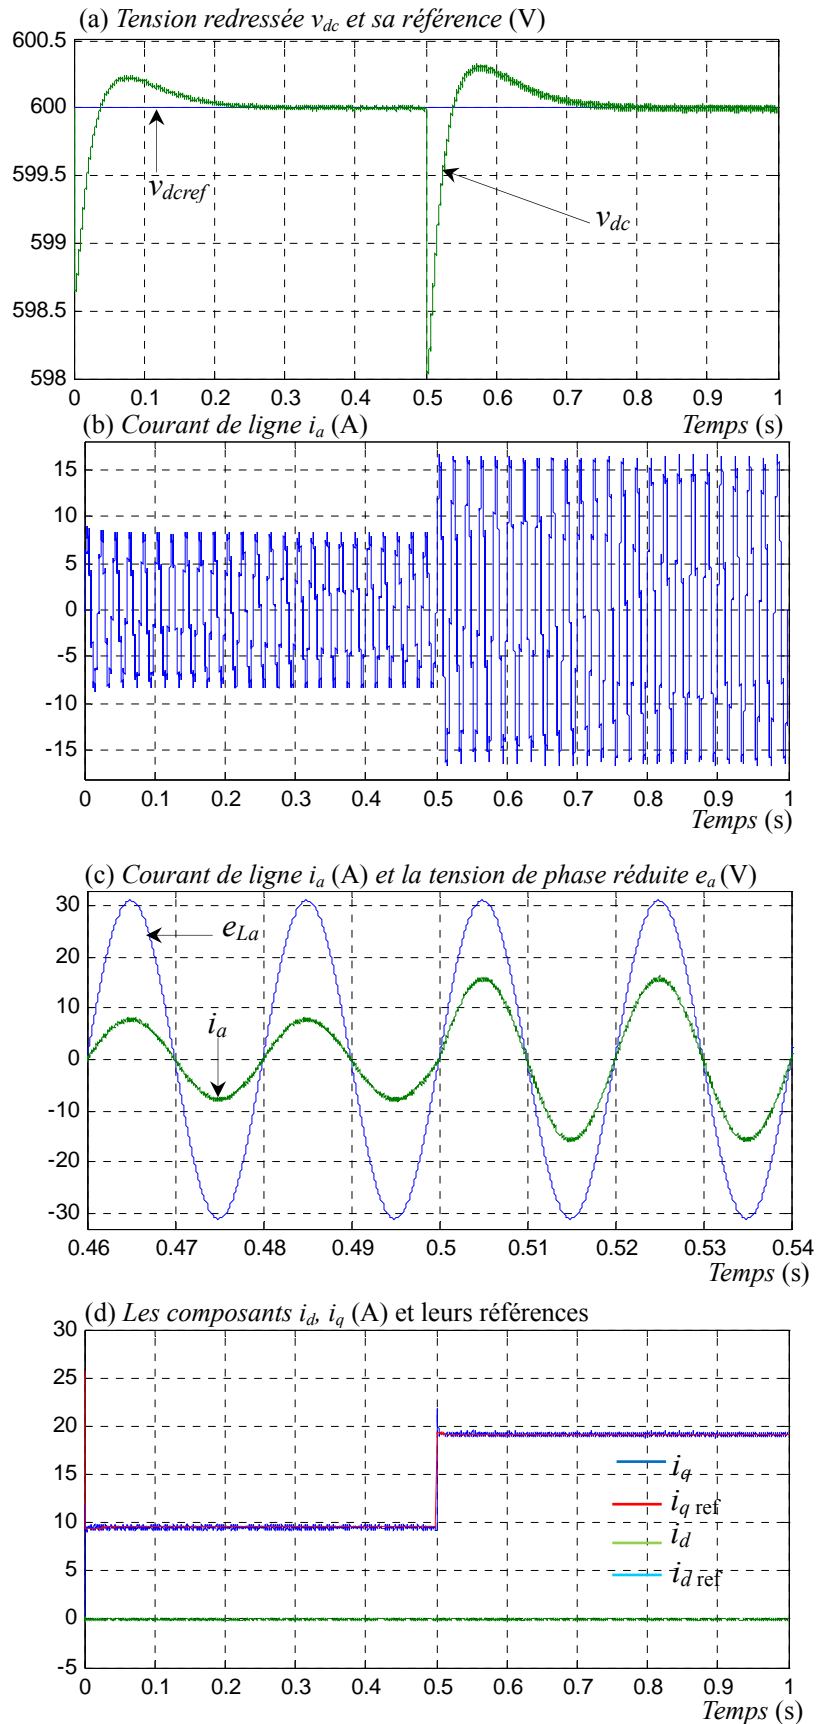 (a) Tension redressée vdc et sa référence (V)
600.5
600
599.5
599
598.5
598
vdcref
vdc
0 0.1 0.2 0.3 0.4 0.5 0.6 0.7 0.8 0.9 1
Temps (s)
(b) Courant de ligne ia (A)
15
10
5
0
-5
-10
-15
0 0.1 0.2 0.3 0.4 0.5 0.6 0.7 0.8 0.9 1
Temps (s)
(c) Courant de ligne ia (A) et la tension de phase réduite ea (V)
30
20
10
0
-10
-20
-30
eLa
ia
0.46 0.47 0.48 0.49 0.5 0.51 0.52 0.53 0.54
Temps (s)
(d) Les composants id, iq (A) et leurs références
30
25
20
15
10
5
0
-5
iq
iq ref
id
id ref
0 0.1 0.2 0.3 0.4 0.5 0.6 0.7 0.8 0.9 1
Temps (s)